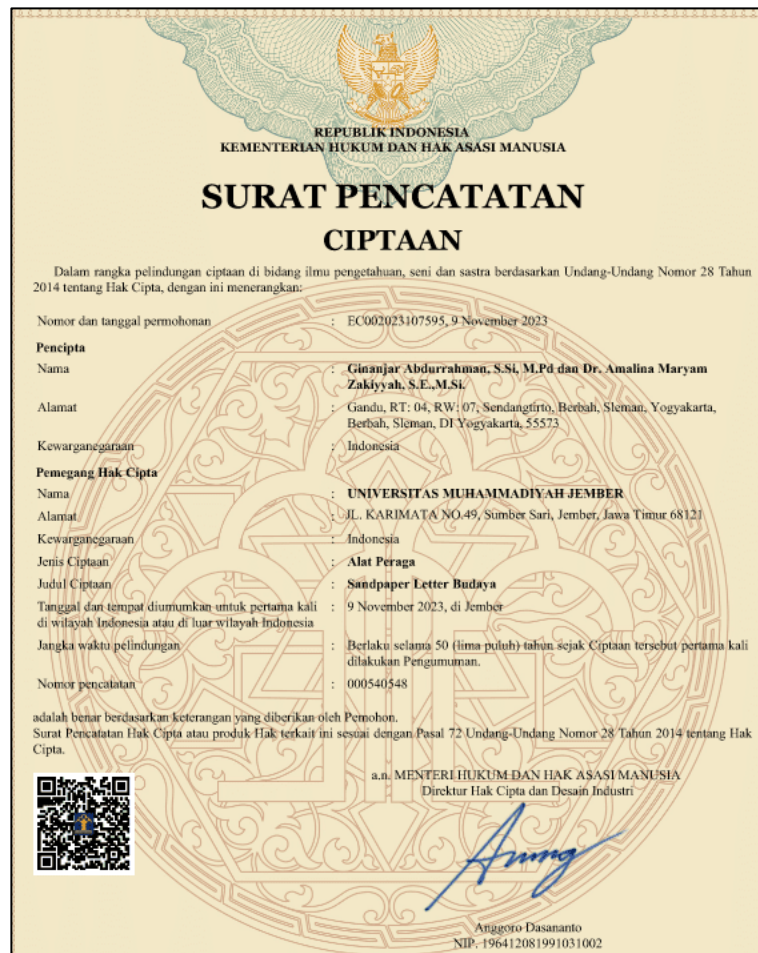 REPUBLIK INDONESIA
KEMENTERIAN HUKUM DAN HAK ASASI MANUSIA
SURAT PENCATATAN
CIPTAAN
Dalam rangka pelindungan ciptaan di bidang ilmu pengetahuan, seni dan sastra berdasarkan Undang-Undang Nomor 28 Tahun
2014 tentang Hak Cipta, dengan ini menerangkan:
Nomor dan tanggal permohonan : EC002023107595, 9 November 2023
Pencipta
Nama : Ginanjar Abdurrahman, S.Si, M.Pd dan Dr. Amalina Maryam
Zakiyyah, S.E.,M.Si.
Alamat : Gandu, RT: 04, RW: 07, Sendangtirto, Berbah, Sleman, Yogyakarta,
Berbah, Sleman, DI Yogyakarta, 55573
Kewarganegaraan : Indonesia
Pemegang Hak Cipta
Nama : UNIVERSITAS MUHAMMADIYAH JEMBER
Alamat : JL. KARIMATA NO.49, Sumber Sari, Jember, Jawa Timur 68121
Kewarganegaraan : Indonesia
Jenis Ciptaan : Alat Peraga
Judul Ciptaan : Sandpaper Letter Budaya
Tanggal dan tempat diumumkan untuk pertama kali : 9 November 2023, di Jember
di wilayah Indonesia atau di luar wilayah Indonesia
Jangka waktu pelindungan : Berlaku selama 50 (lima puluh) tahun sejak Ciptaan tersebut pertama kali
dilakukan Pengumuman.
Nomor pencatatan : 000540548
adalah benar berdasarkan keterangan yang diberikan oleh Pemohon.
Surat Pencatatan Hak Cipta atau produk Hak terkait ini sesuai dengan Pasal 72 Undang-Undang Nomor 28 Tahun 2014 tentang Hak
Cipta.
a.n. MENTERI HUKUM DAN HAK ASASI MANUSIA
Direktur Hak Cipta dan Desain Industri
Anggoro Dasananto
NIP. 196412081991031002